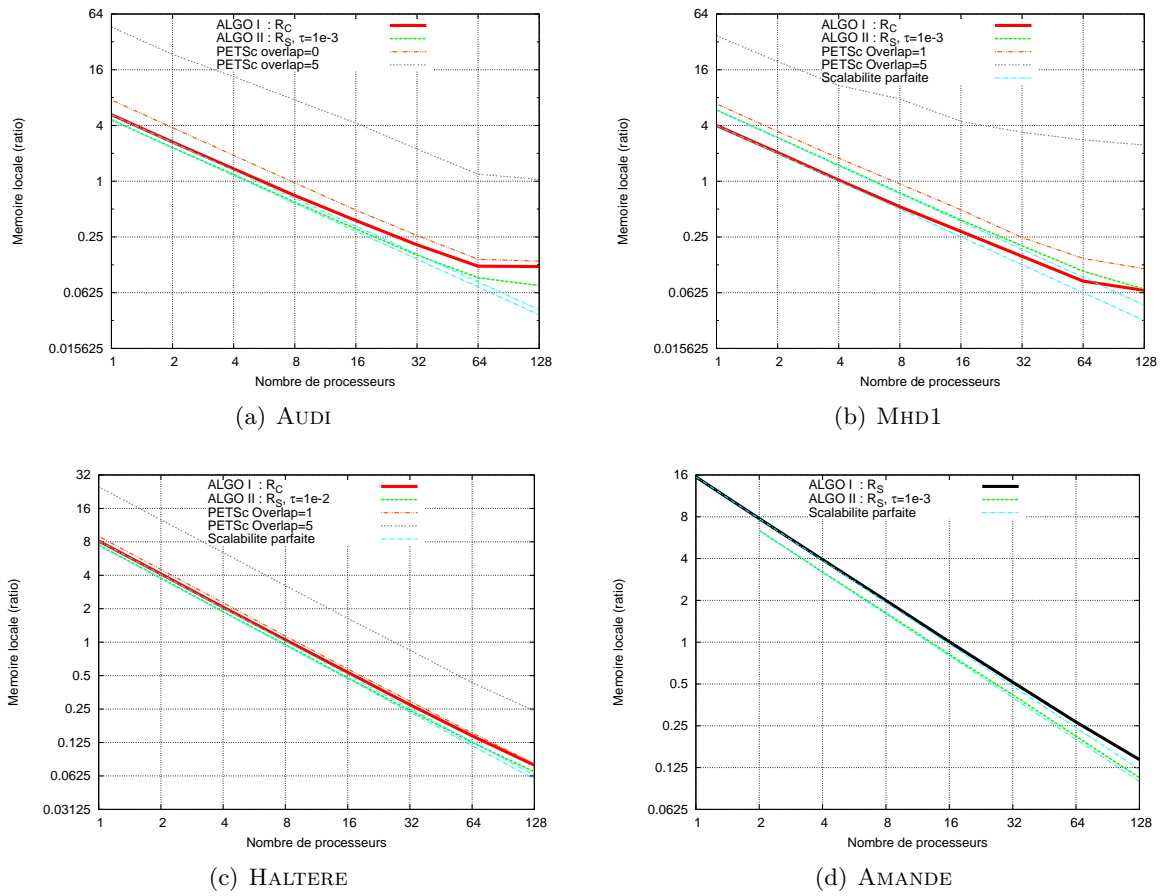 ALGO I : R_C
ALGO II : R_S, τ=1e-3
PETSc overlap=0
PETSc overlap=5
64
16
4
1
0.25
0.0625
0.015625
Memoire locale (ratio)
1 2 4 8 16 32 64 128
Nombre de processeurs
(a) AUDI
ALGO I : R_C
ALGO II : R_S, τ=1e-3
PETSc Overlap=1
PETSc overlap=5
Scalabilite parfaite
64
16
4
1
0.25
0.0625
0.015625
Memoire locale (ratio)
1 2 4 8 16 32 64 128
Nombre de processeurs
(b) MHD1
ALGO I : R_C
ALGO II : R_S, τ=1e-2
PETSc Overlap=1
PETSc Overlap=5
Scalabilite parfaite
32
16
8
4
2
1
0.5
0.25
0.125
0.0625
0.03125
Memoire locale (ratio)
1 2 4 8 16 32 64 128
Nombre de processeurs
(c) HALTERE
ALGO I : R_S
ALGO II : R_S, τ=1e-3
Scalabilite parfaite
16
8
4
2
1
0.5
0.25
0.125
0.0625
Memoire locale (ratio)
1 2 4 8 16 32 64 128
Nombre de processeurs
(d) AMANDE